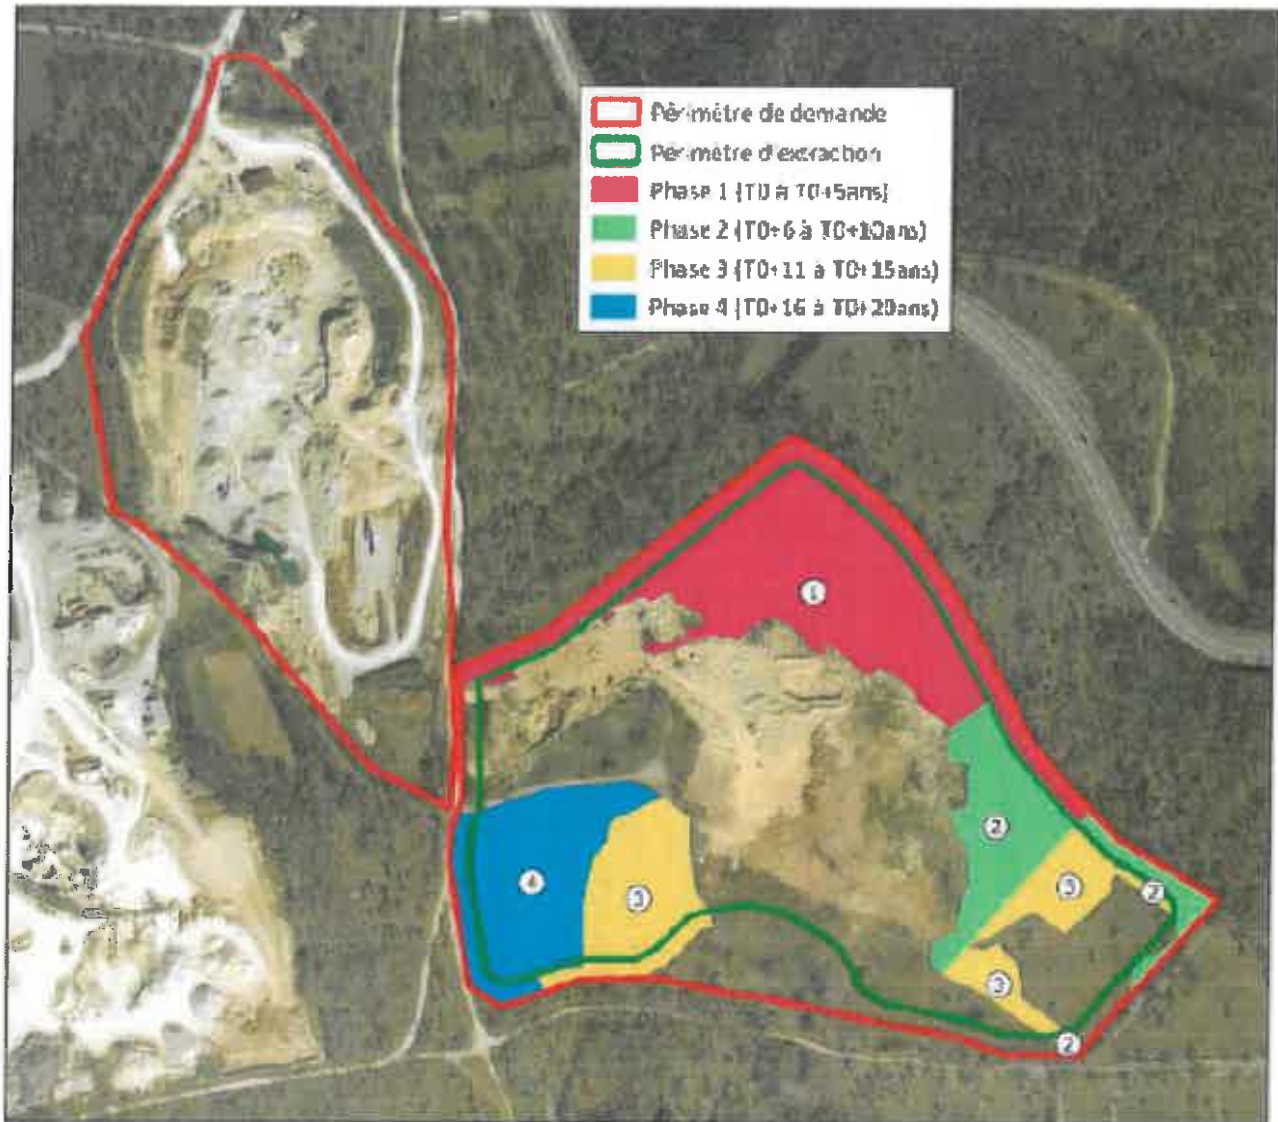 Périmètre de demande
Périmètre d'extraction
Phase 1 (T0 à T0+5ans)
Phase 2 (T0+6 à T0+10ans)
Phase 3 (T0+11 à T0+15ans)
Phase 4 (T0+16 à T0+20ans)
1
2
3
2
4
3
3
2